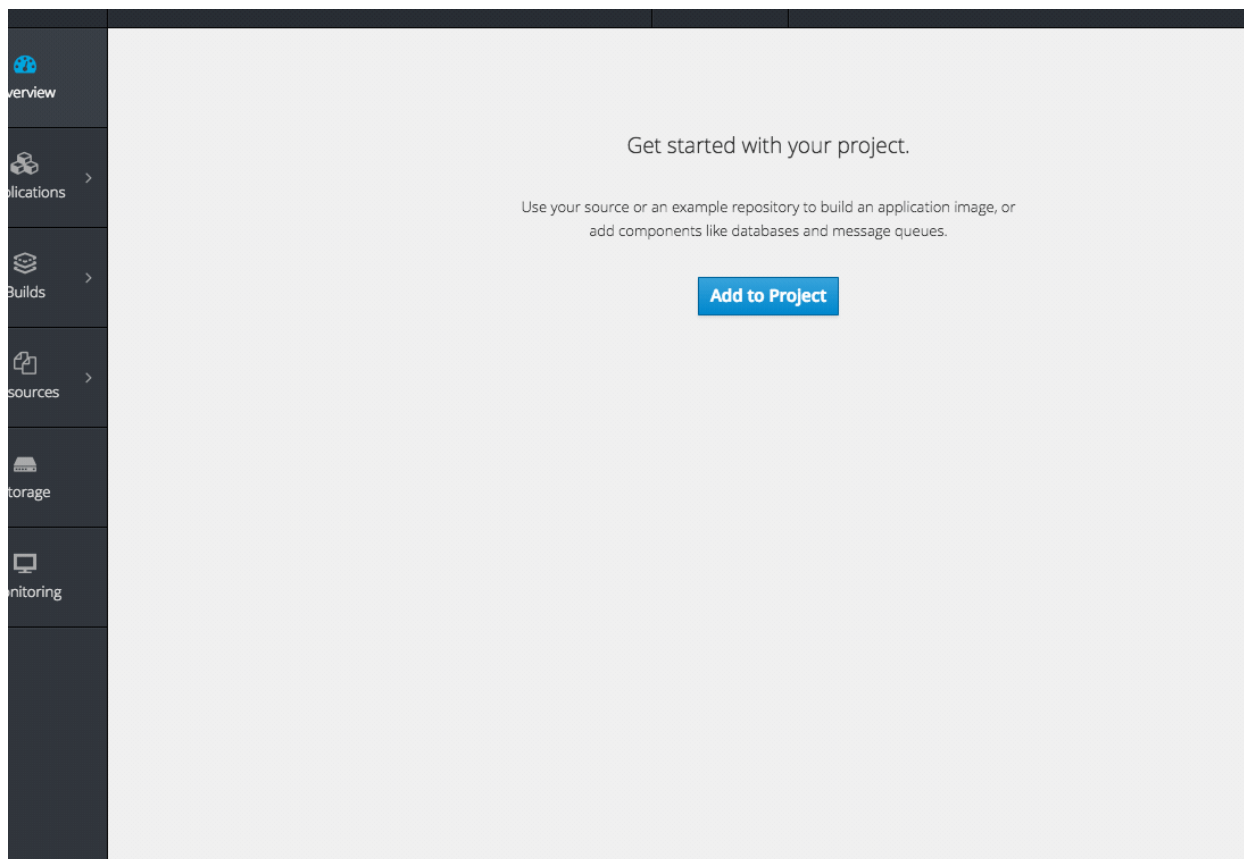 verview
plications
Builds
sources
torage
onitoring
Get started with your project.
Use your source or an example repository to build an application image, or
add components like databases and message queues.
Add to Project